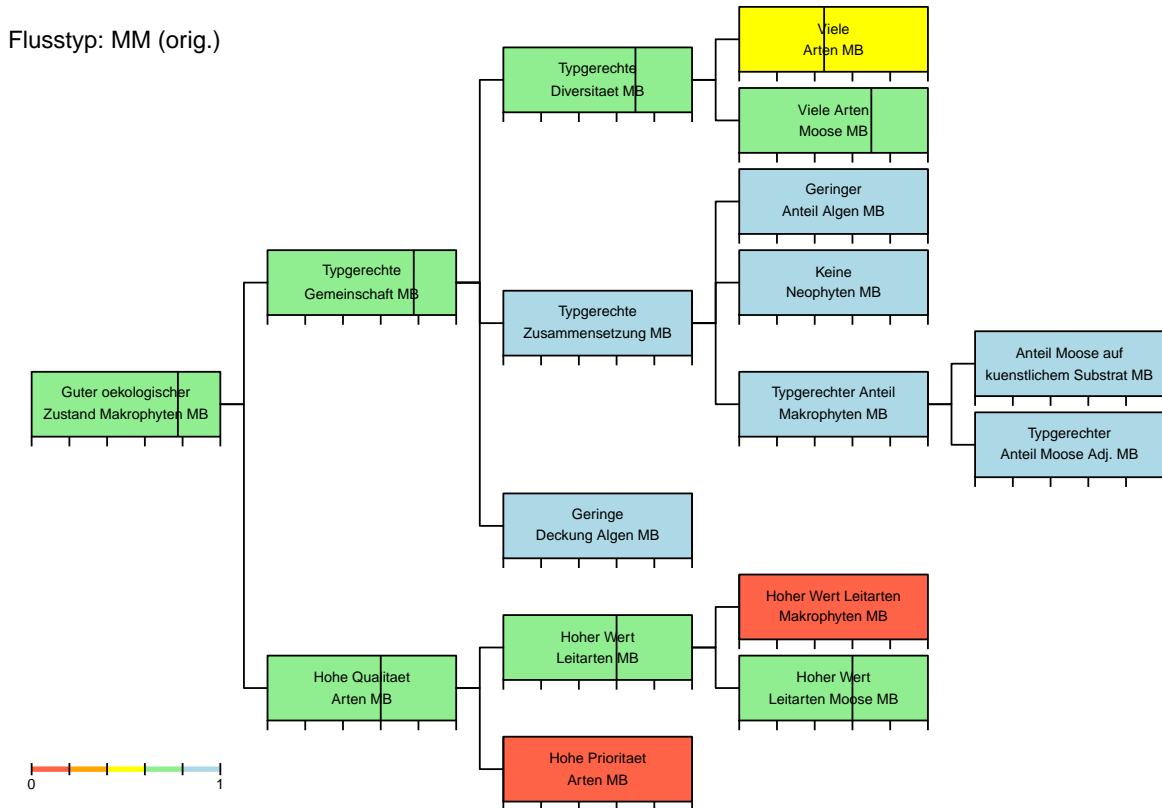 Flusstyp: MM (orig.)
Viele
Arten MB
Typgerechte
Diversitaet MB
Viele Arten
Moose MB
Geringer
Anteil Algen MB
Typgerechte
Gemeinschaft MB
Keine
Neophyten MB
Typgerechte
Zusammensetzung MB
Anteil Moose auf
kuenstlichem Substrat MB
Guter oekologischer
Zustand Makrophyten MB
Typgerechter Anteil
Makrophyten MB
Typgerechter
Anteil Moose Adj. MB
Geringe
Deckung Algen MB
Hoher Wert Leitarten
Makrophyten MB
Hoher Wert
Leitarten MB
Hohe Qualitaet
Arten MB
Hoher Wert
Leitarten Moose MB
Hohe Prioritaet
Arten MB
0 1